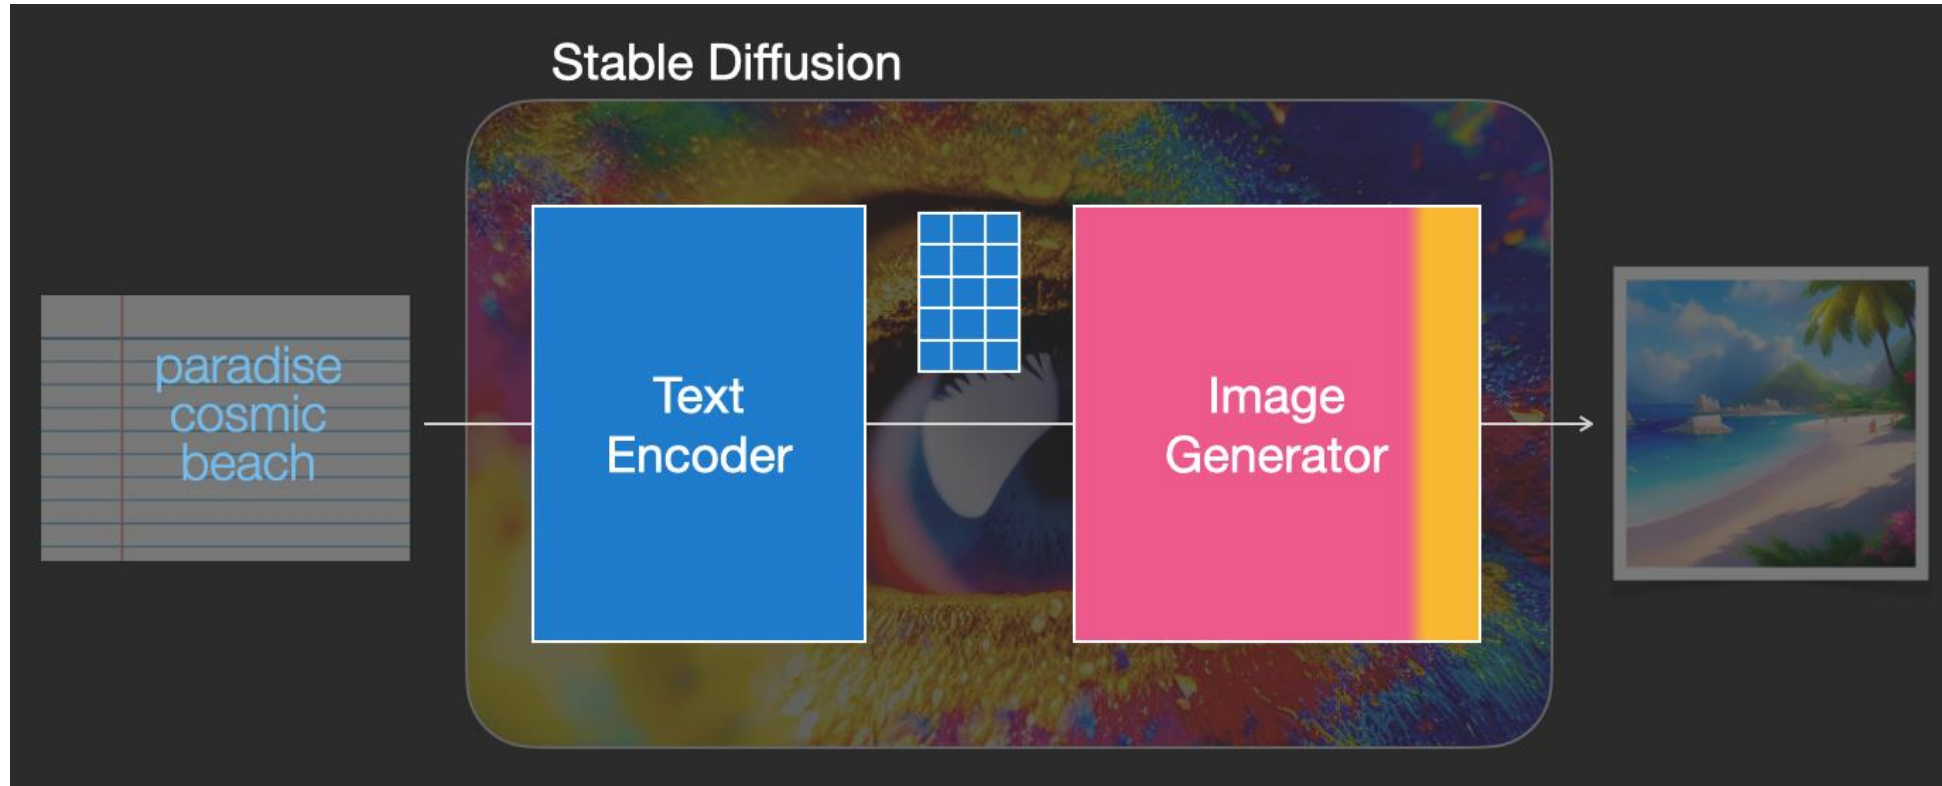 Stable Diffusion
paradise
cosmic
beach
Text
Encoder
Image
Generator